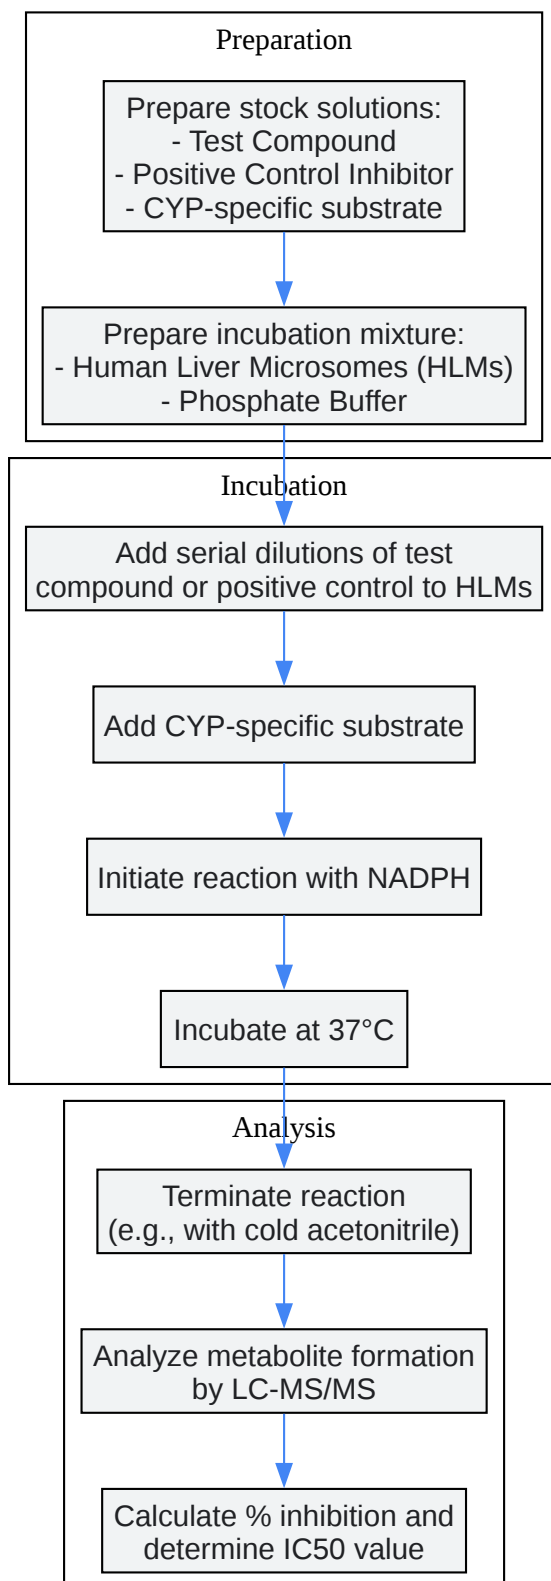 Preparation
Prepare stock solutions:
- Test Compound
- Positive Control Inhibitor
- CYP-specific substrate
Prepare incubation mixture:
- Human Liver Microsomes (HLMs)
- Phosphate Buffer
Incubation
Add serial dilutions of test
compound or positive control to HLMs
Add CYP-specific substrate
Initiate reaction with NADPH
Incubate at 37°C
Analysis
Terminate reaction
(e.g., with cold acetonitrile)
Analyze metabolite formation
by LC-MS/MS
Calculate % inhibition and
determine IC50 value